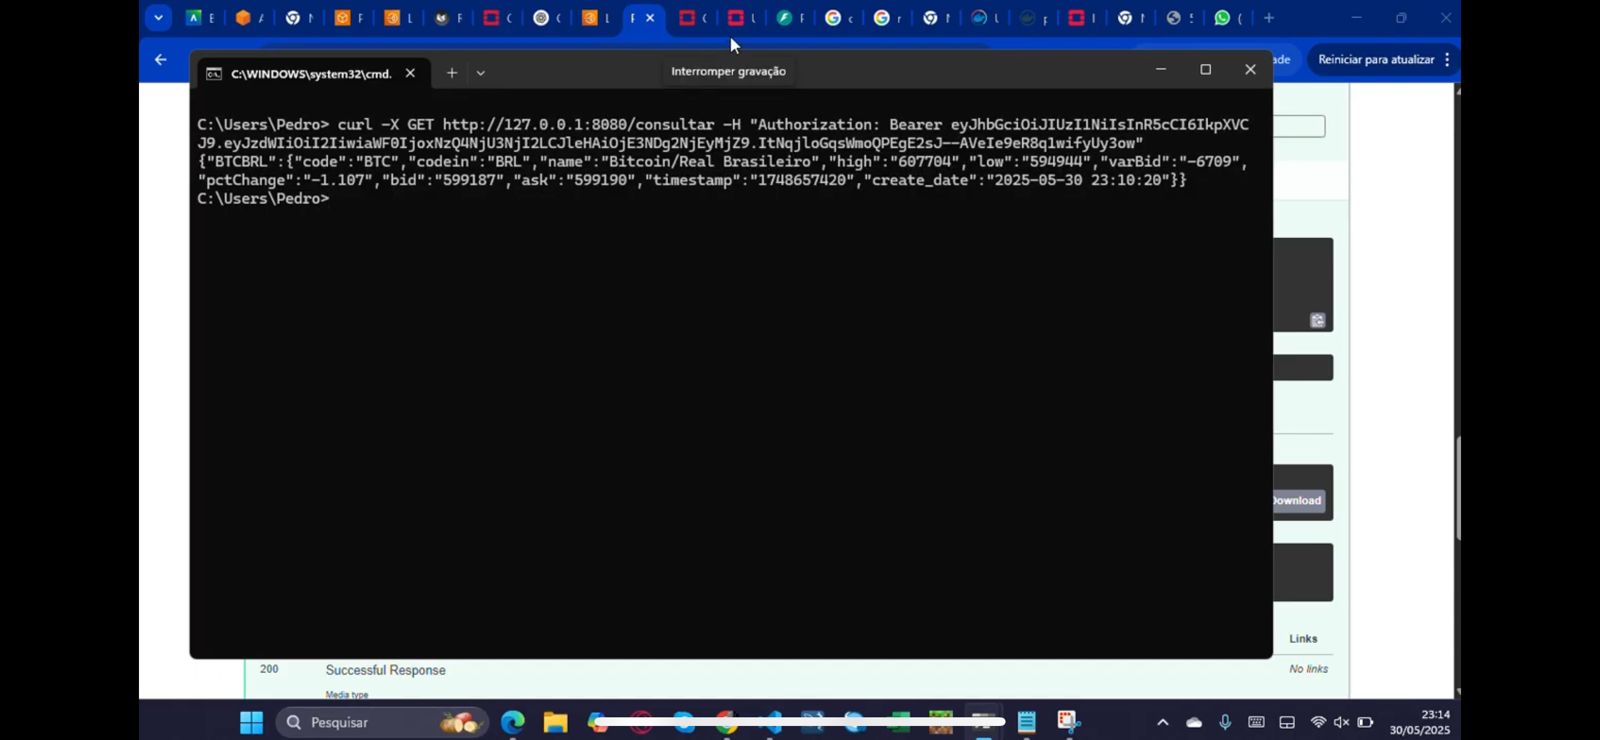 ade
Reiniciar para atualizar
C:\WINDOWS\system32\cmd.
Interromper gravação
C:\Users\Pedro> curl -X GET http://127.0.0.1:8080/consultar -H "Authorization: Bearer eyJhbGciOiJIUzI1NiIsInR5cCI6IkpXVC
J9.eyJzdWIiOiI2IiwiaWF0IjoxNzQ4NjU3NjI2LCJleHAiOjE3NDg2NjEyMjZ9.ItNqjloGqsWmoQPEgE2sJ--AVeIe9eR8q1wifyUy3ow"
{"BTCBRL":{"code":"BTC","codein":"BRL","name":"Bitcoin/Real Brasileiro","high":"607704","low":"594944","varBid":"-6709",
"pctChange":"-1.107","bid":"599187","ask":"599190","timestamp":"1748657420","create_date":"2025-05-30 23:10:20"}}
C:\Users\Pedro>
Download
Links
200 Successful Response No links
Media type
Pesquisar
23:14
30/05/2025